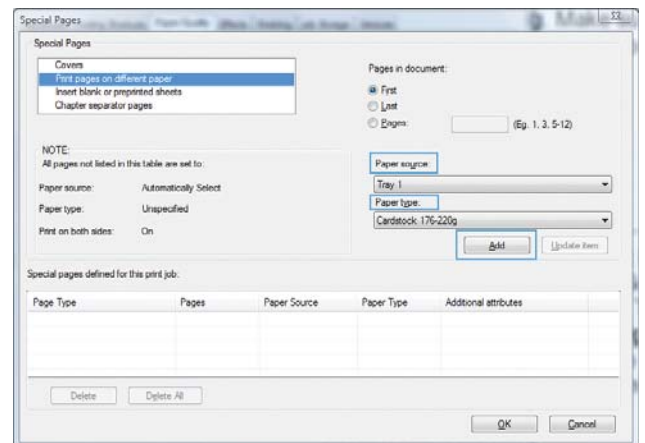 Special Pages
Special Pages
Covers
Print pages on different paper
Insert blank or preprinted sheets
Chapter separator pages
Pages in document:
First
Last
Pages: (Eg. 1, 3, 5-12)
NOTE:
All pages not listed in this table are set to:
Paper source: Automatically Select
Paper type: Unspecified
Print on both sides: On
Paper source:
Tray 1
Paper type:
Cardstock 176-220g
Add Update item
Special pages defined for this print job:
Page Type Pages Paper Source Paper Type Additional attributes
Delete Delete All
OK Cancel